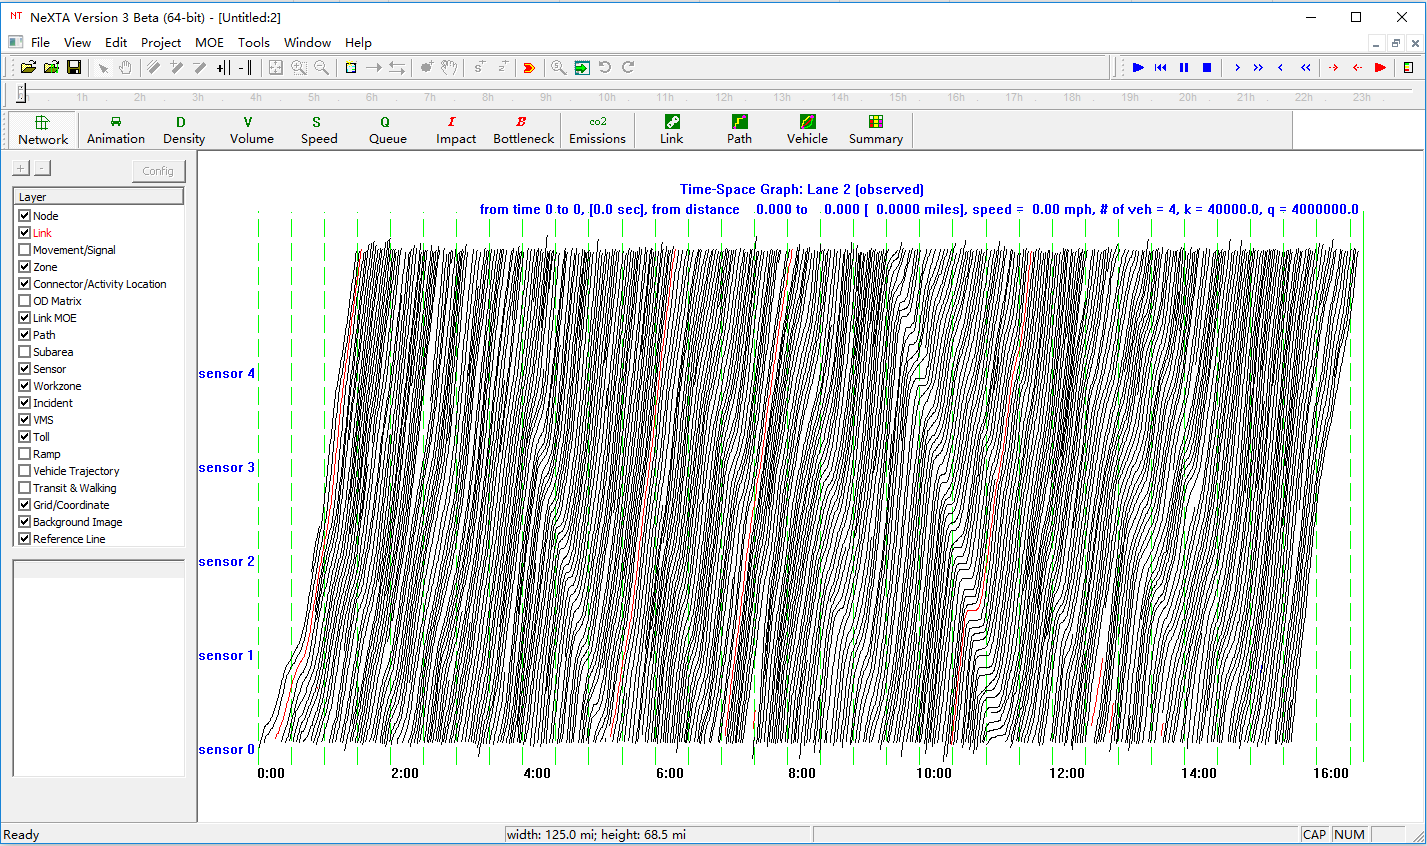 NT NeXTA Version 3 Beta (64-bit) - [Untitled:2]
File View Edit Project MOE Tools Window Help
1h 2h 3h 4h 5h 6h 7h 8h 9h 10h 11h 12h 13h 14h 15h 16h 17h 18h 19h 20h 21h 22h 23h
D V S Q I B co2
Network Animation Density Volume Speed Queue Impact Bottleneck Emissions Link Path Vehicle Summary
+ - Config
Layer
Node
Link
Movement/Signal
Zone
Connector/Activity Location
OD Matrix
Link MOE
Path
Subarea
Sensor
Workzone
Incident
VMS
Toll
Ramp
Vehicle Trajectory
Transit & Walking
Grid/Coordinate
Background Image
Reference Line
Time-Space Graph: Lane 2 (observed)
from time 0 to 0, [0.0 sec], from distance 0.000 to 0.000 [ 0.0000 miles], speed = 0.00 mph, # of veh = 4, k = 40000.0, q = 4000000.0
sensor 4
sensor 3
sensor 2
sensor 1
sensor 0
0:00 2:00 4:00 6:00 8:00 10:00 12:00 14:00 16:00
Ready width: 125.0 mi; height: 68.5 mi CAP NUM